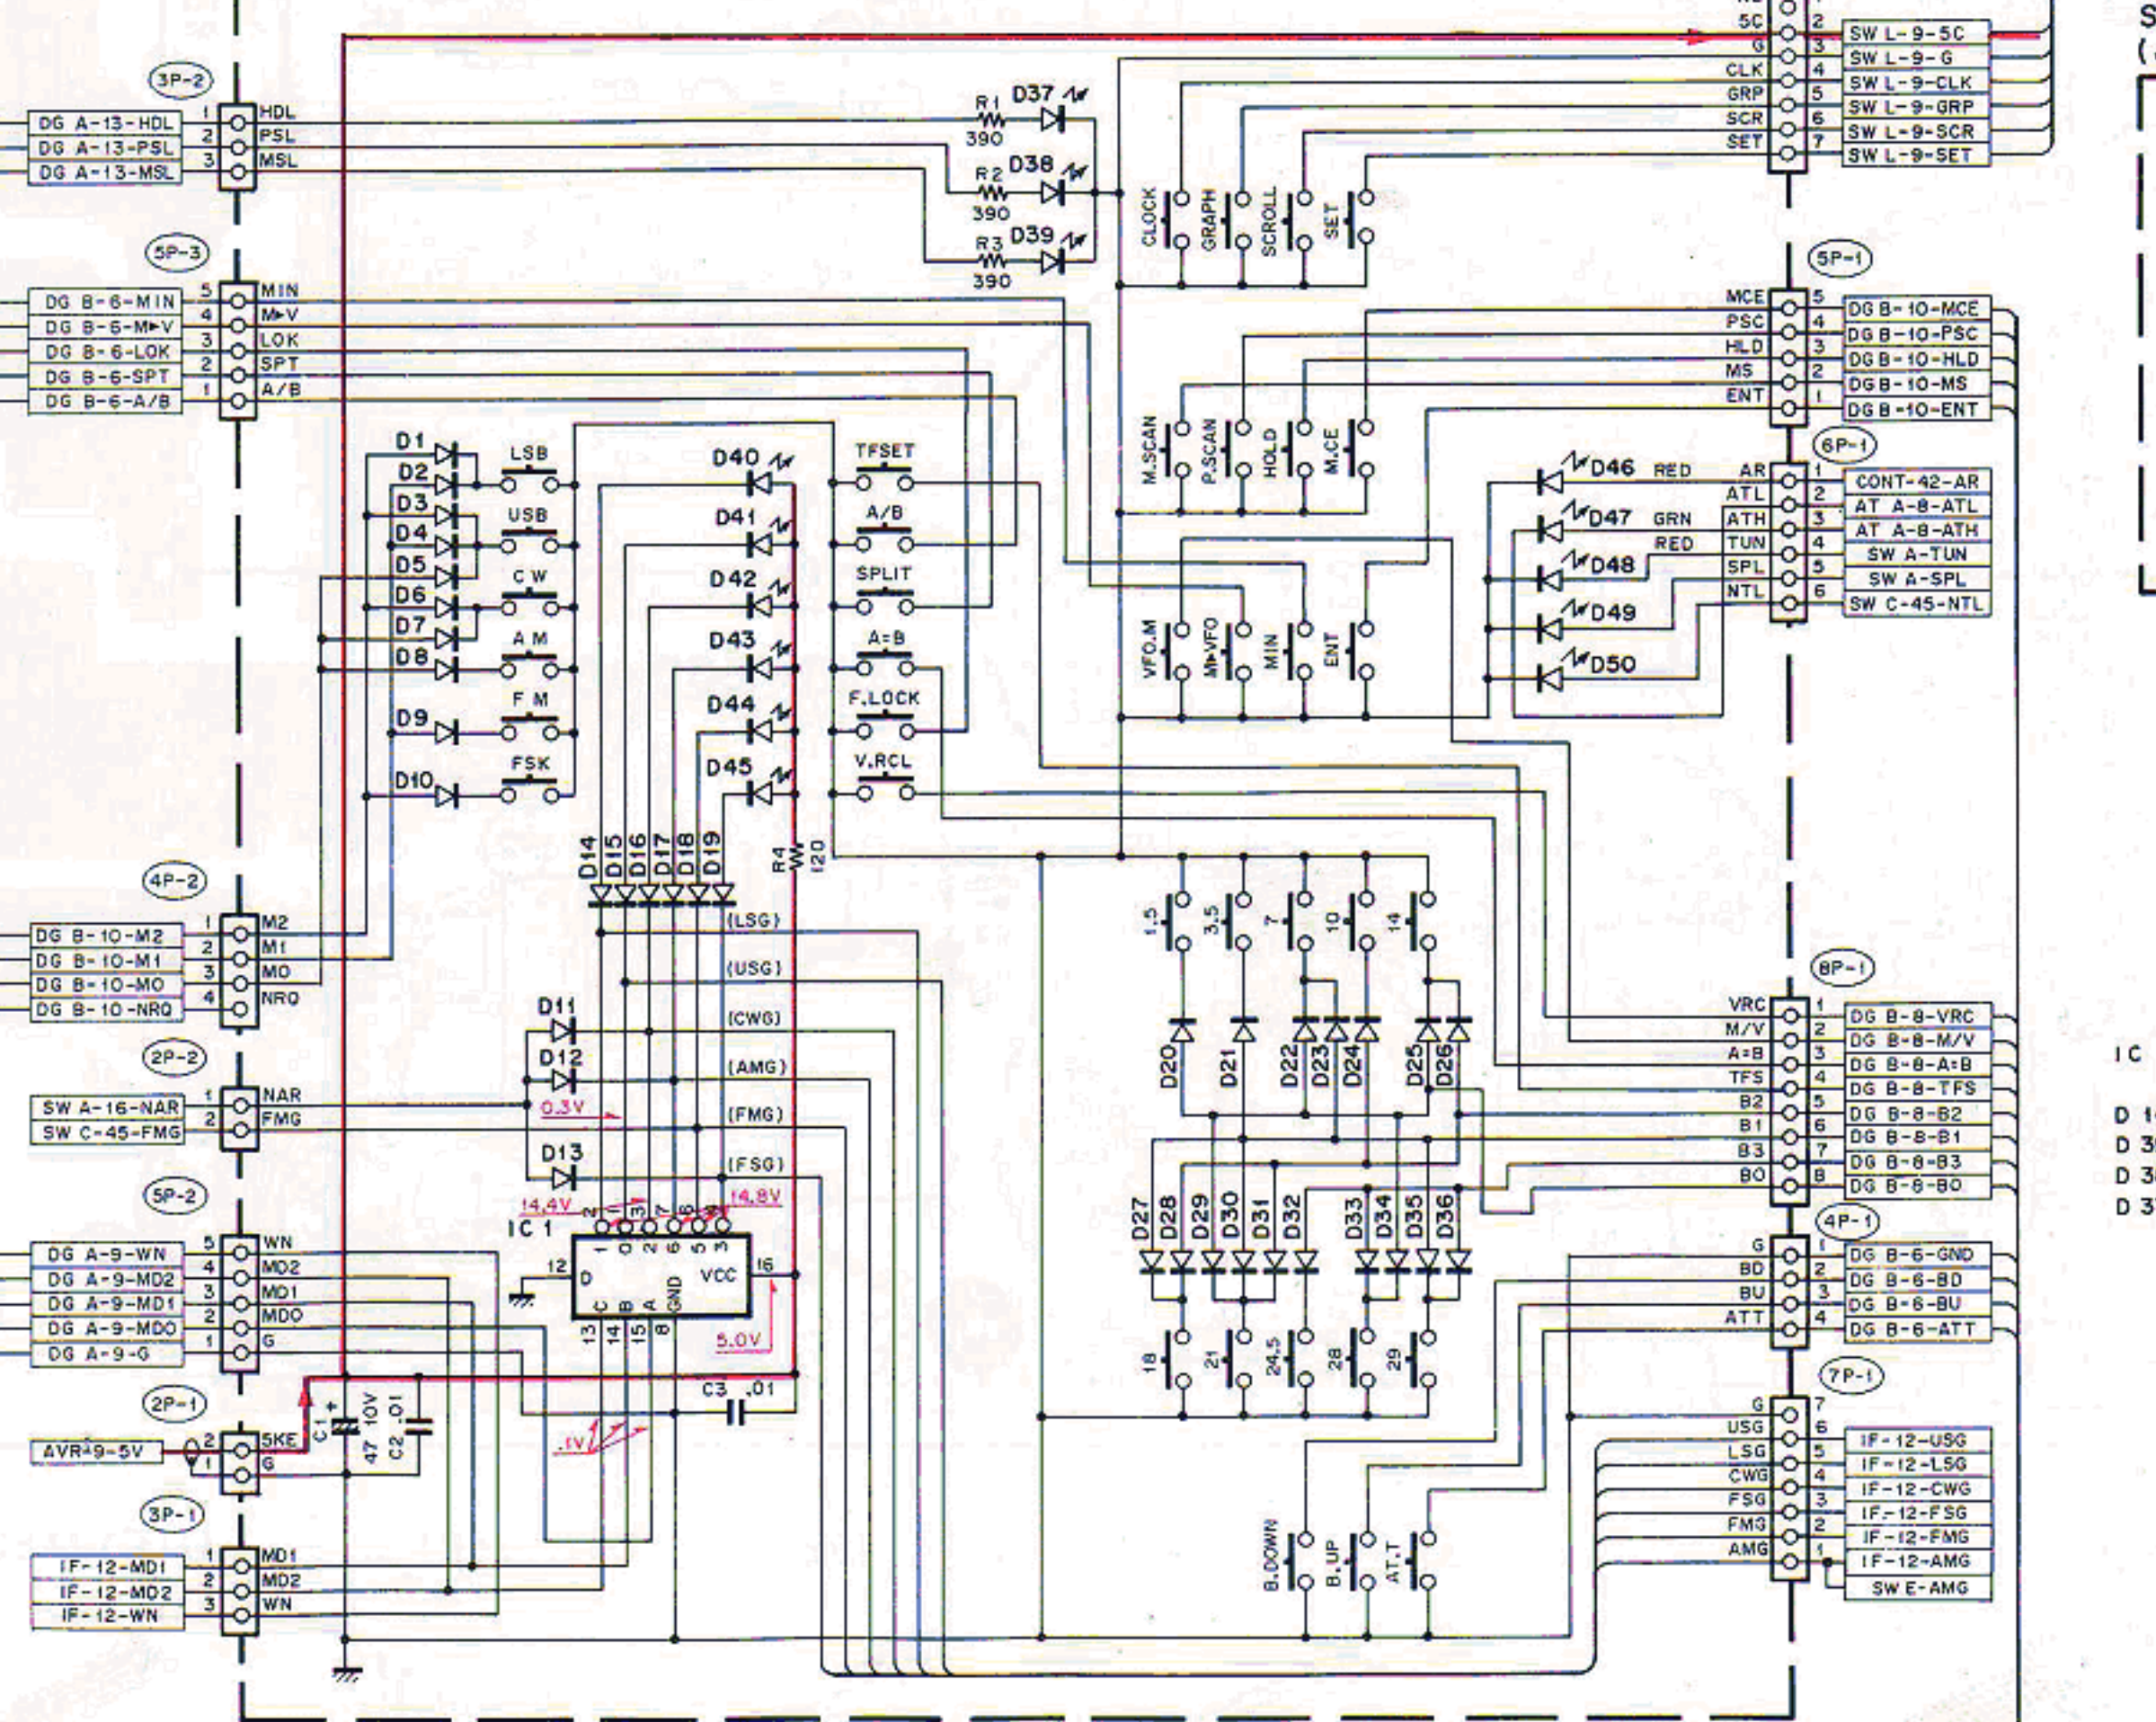 5C 2 SW L-9-5C
G 3 SW L-9-G
CLK 4 SW L-9-CLK
GRP 5 SW L-9-GRP
SCR 6 SW L-9-SCR
SET 7 SW L-9-SET
3P-2
DG A-13-HDL 1 HDL
DG A-13-PSL 2 PSL
DG A-13-MSL 3 MSL
R1 390 D37
R2 390 D38
R3 390 D39
CLOCK GRAPH SCROLL SET
5P-3
DG B-6-MIN 5 MIN
DG B-6-M►V 4 M►V
DG B-6-LOK 3 LOK
DG B-6-SPT 2 SPT
DG B-6-A/B 1 A/B
5P-1
MCE 5 DG B-10-MCE
PSC 4 DG B-10-PSC
HLD 3 DG B-10-HLD
MS 2 DG B-10-MS
ENT 1 DG B-10-ENT
M.SCAN P.SCAN HOLD M.CE
6P-1
D46 RED AR 1 CONT-42-AR
ATL 2 AT A-8-ATL
D47 GRN ATH 3 AT A-8-ATH
D48 RED TUN 4 SW A-TUN
SPL 5 SW A-SPL
D49 NTL 6 SW C-45-NTL
D50
D1 LSB
D2
D3 USB
D4
D5 CW
D6
D7 AM
D8
D9 FM
D10 FSK
D40 TFSET
D41 A/B
D42 SPLIT
D43 A=B
D44 F.LOCK
D45 V.RCL
VFO.M M►VFO MIN ENT
D14 D15 D16 D17 D18 D19
R4 120
4P-2
DG B-10-M2 1 M2
DG B-10-M1 2 M1
DG B-10-MO 3 MO
DG B-10-NRQ 4 NRQ
(LSG)
(USG)
(CWG)
(AMG)
(FMG)
(FSG)
D11
D12
D13
0.3V
2P-2
SW A-16-NAR 1 NAR
SW C-45-FMG 2 FMG
1.5 3.5 7 10 14
D20 D21 D22 D23 D24 D25 D26
8P-1
VRC 1 DG B-8-VRC
M/V 2 DG B-8-M/V
A=B 3 DG B-8-A=B
TFS 4 DG B-8-TFS
B2 5 DG B-8-B2
B1 6 DG B-8-B1
B3 7 DG B-8-B3
BO 8 DG B-8-BO
D27 D28 D29 D30 D31 D32 D33 D34 D35 D36
18 21 24.5 28 29
5P-2
DG A-9-WN 5 WN
DG A-9-MD2 4 MD2
DG A-9-MD1 3 MD1
DG A-9-MDO 2 MDO
DG A-9-G 1 G
14.4V 14.8V
IC 1
1 0 2 6 5 3
12 D VCC 16
C B A GND
13 14 15 8
5.0V
C3 .01
.1V
4P-1
G 1 DG B-6-GND
BD 2 DG B-6-BD
BU 3 DG B-6-BU
ATT 4 DG B-6-ATT
2P-1
AVR-9-5V 2 5KE
1 G
C1 + 47 10V
C2 .01
3P-1
IF-12-MD1 1 MD1
IF-12-MD2 2 MD2
IF-12-WN 3 WN
B.DOWN B.UP AT.T
7P-1
G 7
USG 6 IF-12-USG
LSG 5 IF-12-LSG
CWG 4 IF-12-CWG
FSG 3 IF-12-FSG
FMG 2 IF-12-FMG
AMG 1 IF-12-AMG
SW E-AMG
IC